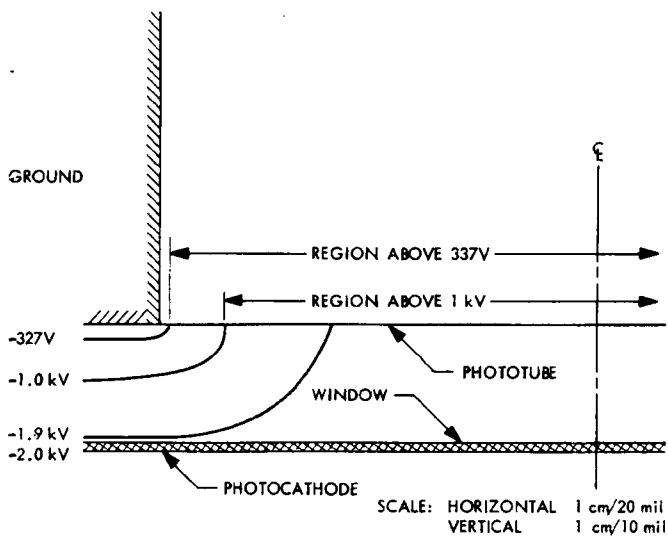 ℄
GROUND
REGION ABOVE 337V
REGION ABOVE 1 kV
-327V
-1.0 kV
PHOTOTUBE
WINDOW
-1.9 kV
-2.0 kV
PHOTOCATHODE
SCALE: HORIZONTAL 1 cm/20 mil
VERTICAL 1 cm/10 mil